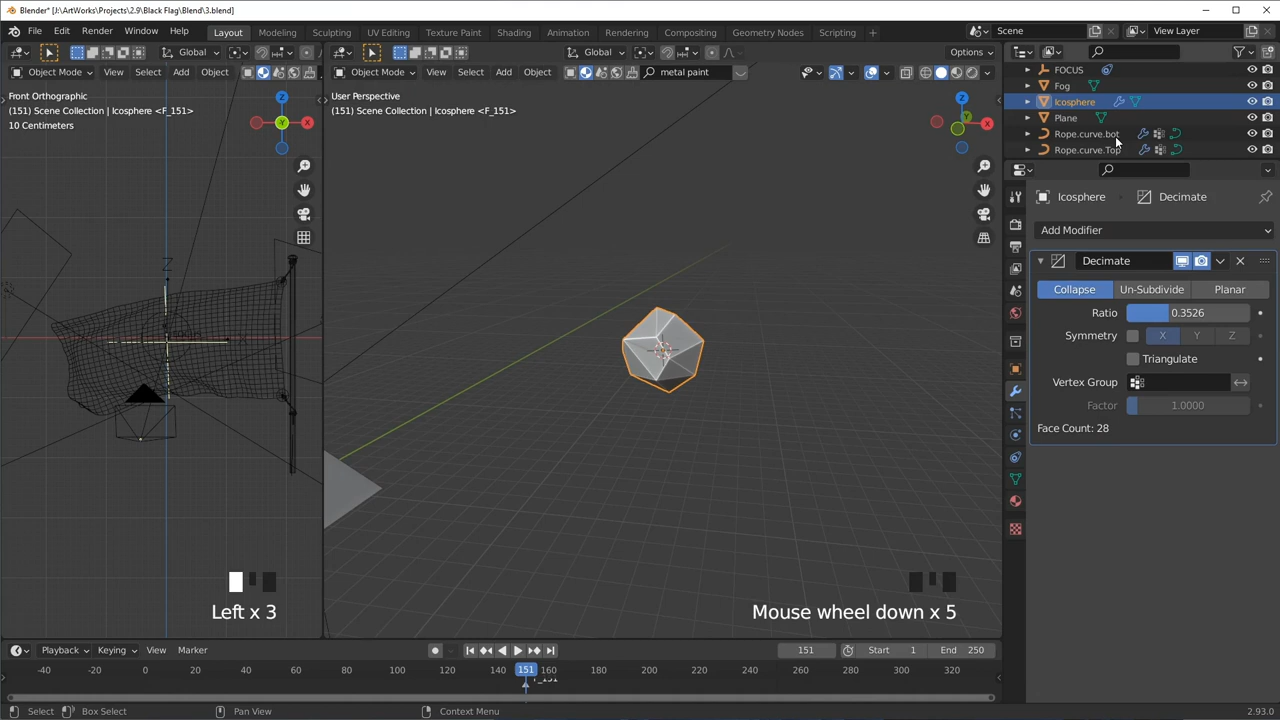 Blender* [J:\ArtWorks\Projects\2.9\Black Flag\Blend\3.blend]
File Edit Render Window Help Layout Modeling Sculpting UV Editing Texture Paint Shading Animation Rendering Compositing Geometry Nodes Scripting + Scene View Layer
Global Global Options
Object Mode View Select Add Object Object Mode View Select Add Object metal paint
Front Orthographic
(151) Scene Collection | Icosphere <F_151>
10 Centimeters
User Perspective
(151) Scene Collection | Icosphere <F_151>
FOCUS
Fog
Icosphere
Plane
Rope.curve.bot
Rope.curve.Top
Icosphere Decimate
Add Modifier
Decimate
Collapse Un-Subdivide Planar
Ratio 0.3526
Symmetry X Y Z
Triangulate
Vertex Group
Factor 1.0000
Face Count: 28
Z
X
Y
X
Z
Z
Y
X
Left x 3
Mouse wheel down x 5
Playback Keying View Marker 151 Start 1 End 250
-40 -20 0 20 40 60 80 100 120 140 151 160 180 200 220 240 260 280 300 320
F_151
Select Box Select Pan View Context Menu 2.93.0